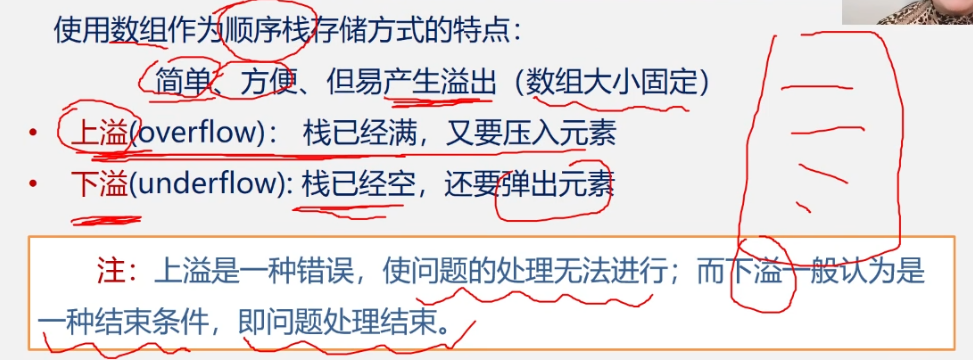 使用数组作为顺序栈存储方式的特点：
简单、方便、但易产生溢出（数组大小固定）
• 上溢(overflow)： 栈已经满，又要压入元素
• 下溢(underflow): 栈已经空，还要弹出元素
注：上溢是一种错误，使问题的处理无法进行；而下溢一般认为是
一种结束条件，即问题处理结束。